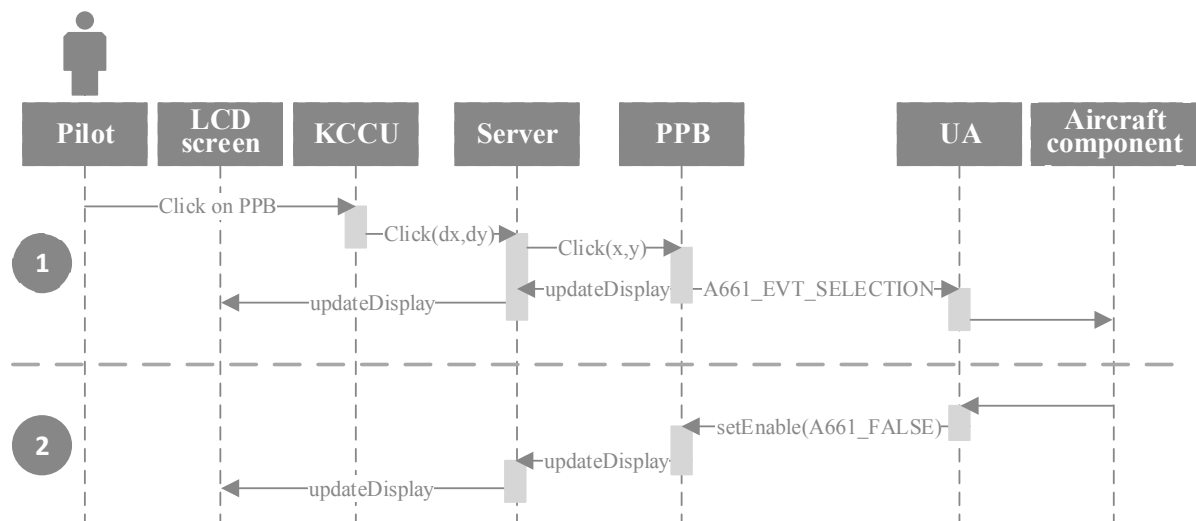 Pilot
LCD
screen
KCCU
Server
PPB
UA
Aircraft
component
Click on PPB
1
Click(dx,dy)
Click(x,y)
updateDisplay
A661_EVT_SELECTION
updateDisplay
2
setEnable(A661_FALSE)
updateDisplay
updateDisplay